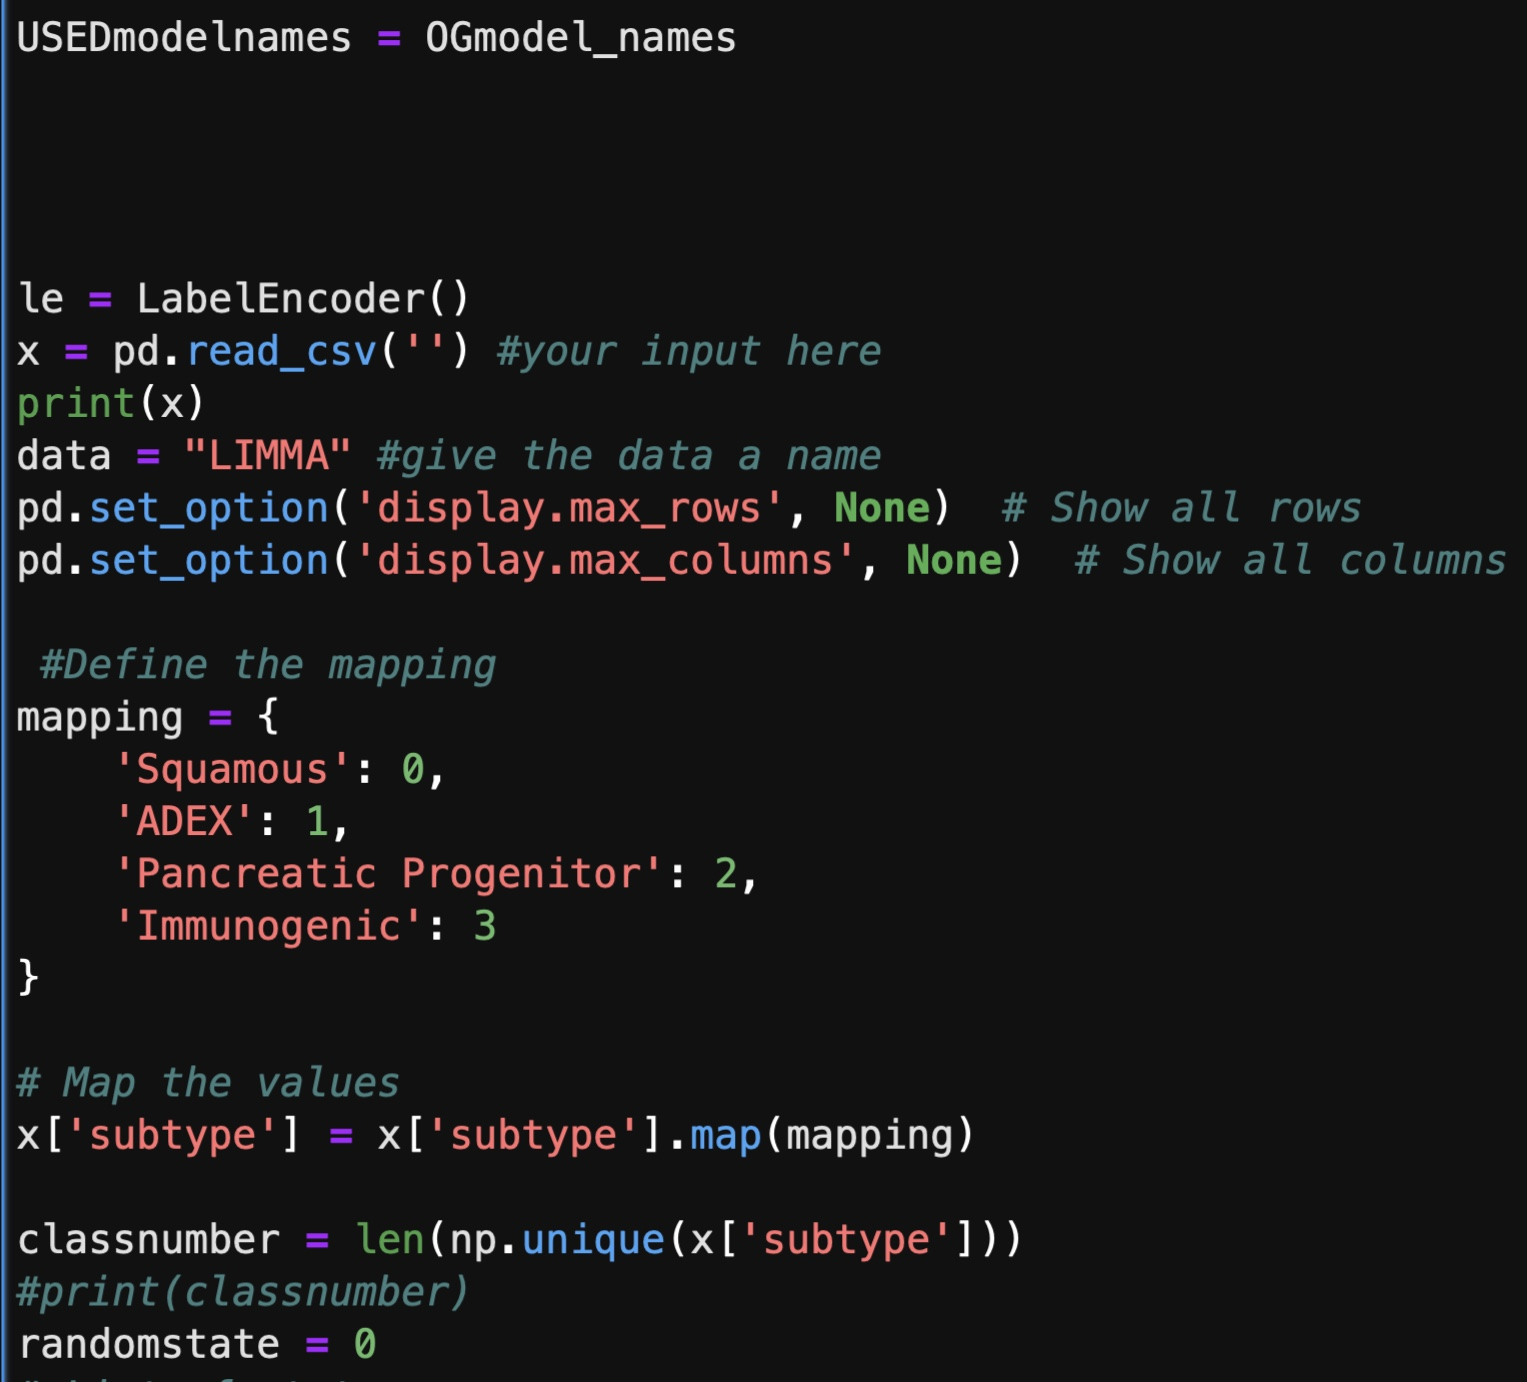 USEDmodelnames = OGmodel_names
le = LabelEncoder()
x = pd.read_csv('') #your input here
print(x)
data = "LIMMA" #give the data a name
pd.set_option('display.max_rows', None)  # Show all rows
pd.set_option('display.max_columns', None)  # Show all columns
 #Define the mapping
mapping = {
    'Squamous': 0,
    'ADEX': 1,
    'Pancreatic Progenitor': 2,
    'Immunogenic': 3
}
# Map the values
x['subtype'] = x['subtype'].map(mapping)
classnumber = len(np.unique(x['subtype']))
#print(classnumber)
randomstate = 0